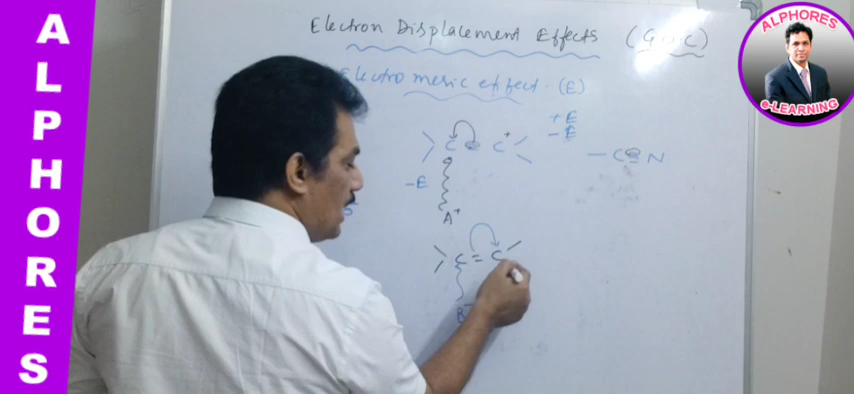 ALPHORES
Electron Displacement Effects (G.O.C)
Electromeric effect. (E)
+E
-E
C = C+
— C ≡ N
-E
A+
C = C
B-
ALPHORES
e-LEARNING